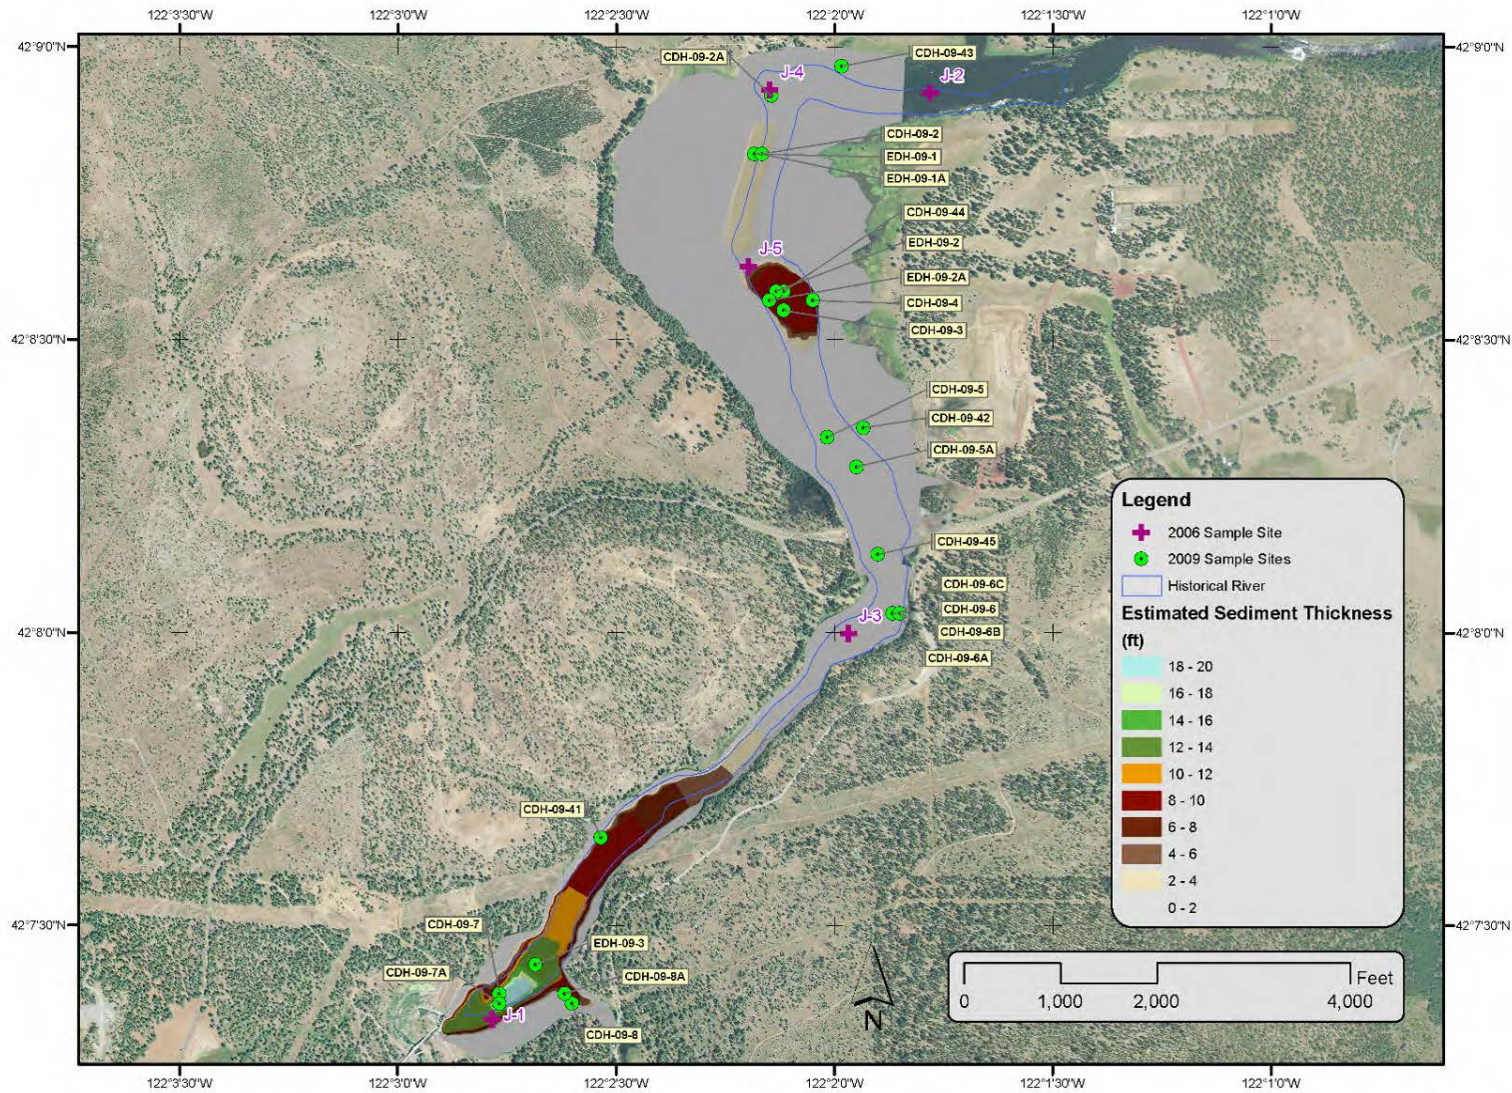 122°3'30"W
122°3'0"W
122°2'30"W
122°2'0"W
122°1'30"W
122°1'0"W
42°9'0"N
42°9'0"N
CDH-09-2A
CDH-09-43
J-4
J-2
CDH-09-2
EDH-09-1
EDH-09-1A
CDH-09-44
EDH-09-2
J-5
EDH-09-2A
CDH-09-4
CDH-09-3
42°8'30"N
42°8'30"N
CDH-09-5
CDH-09-42
CDH-09-5A
CDH-09-45
CDH-09-6C
CDH-09-6
J-3
CDH-09-6B
CDH-09-6A
42°8'0"N
42°8'0"N
CDH-09-41
42°7'30"N
42°7'30"N
CDH-09-7
EDH-09-3
CDH-09-7A
CDH-09-8A
J-1
CDH-09-8
Legend
2006 Sample Site
2009 Sample Sites
Historical River
Estimated Sediment Thickness
(ft)
18 - 20
16 - 18
14 - 16
12 - 14
10 - 12
8 - 10
6 - 8
4 - 6
2 - 4
0 - 2
N
Feet
0 1,000 2,000 4,000
122°3'30"W
122°3'0"W
122°2'30"W
122°2'0"W
122°1'30"W
122°1'0"W